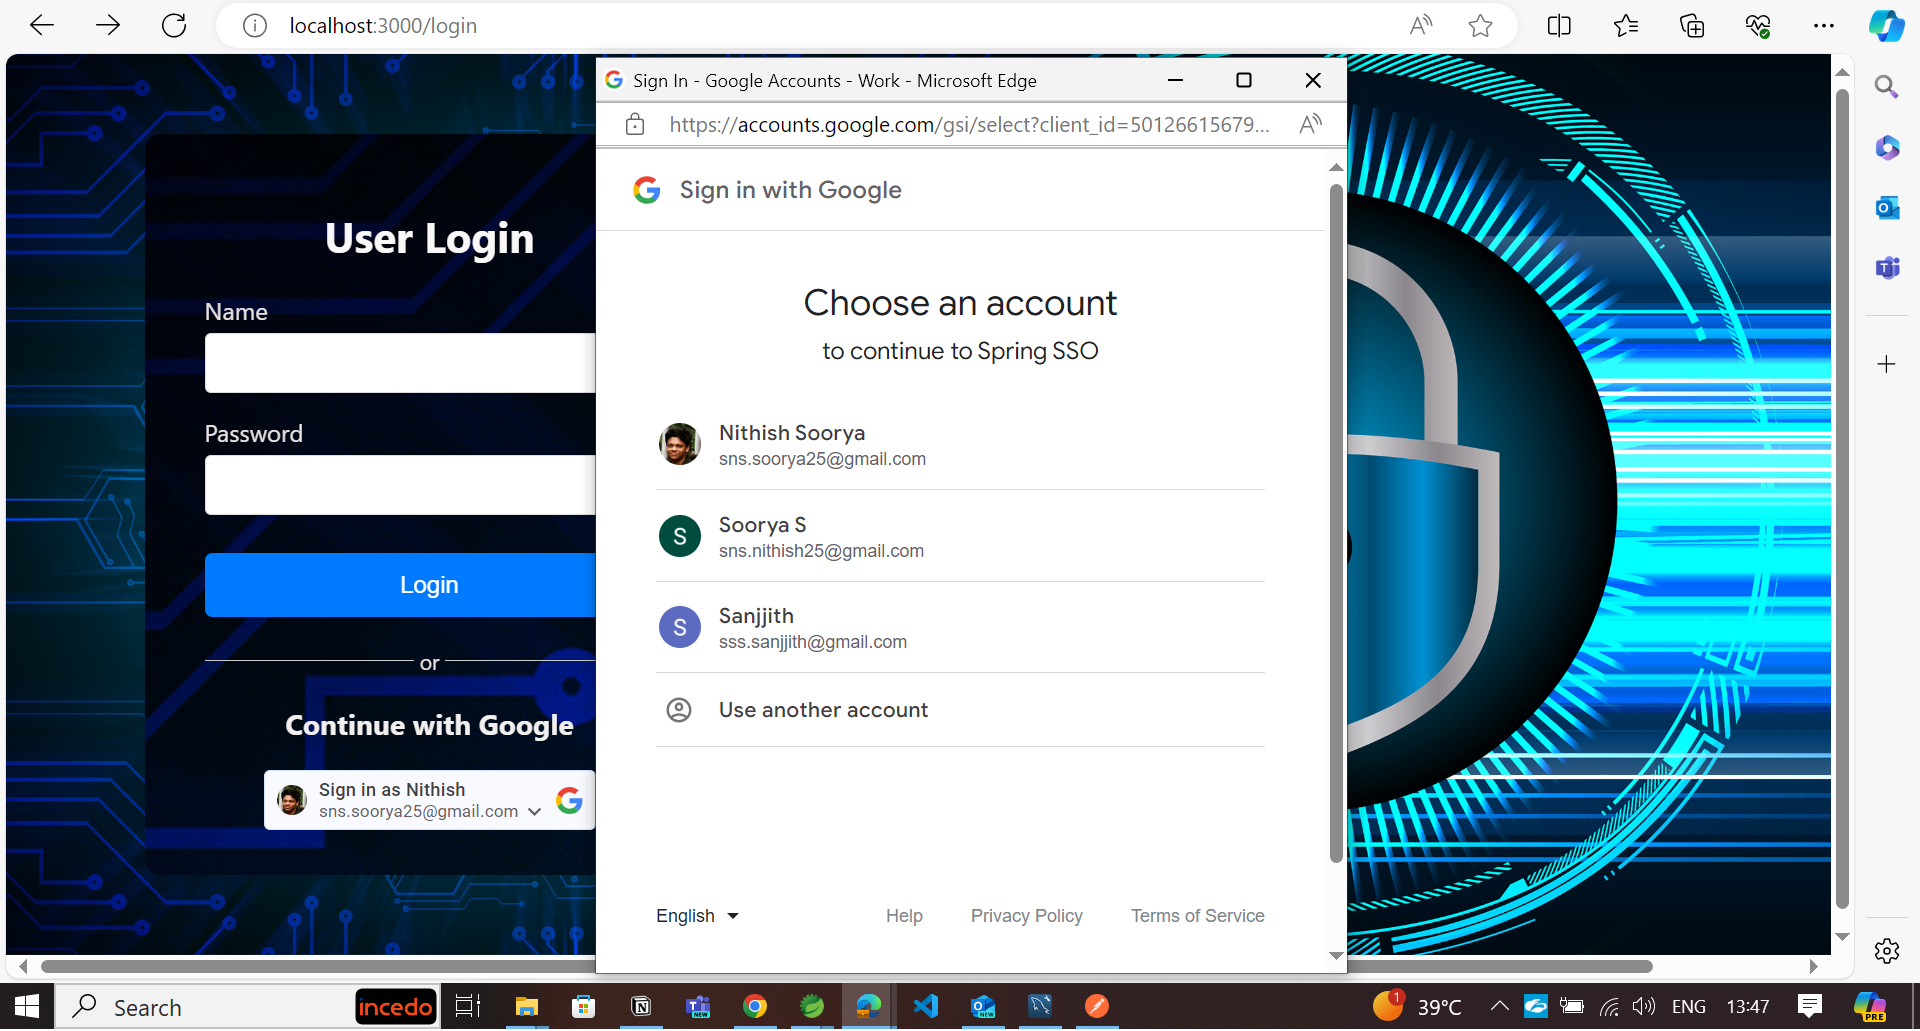 localhost:3000/login
Sign In - Google Accounts - Work - Microsoft Edge
https://accounts.google.com/gsi/select?client_id=50126615679...
Sign in with Google
User Login
Name
Password
Login
or
Continue with Google
Sign in as Nithish
sns.soorya25@gmail.com
Choose an account
to continue to Spring SSO
Nithish Soorya
sns.soorya25@gmail.com
S
Soorya S
sns.nithish25@gmail.com
S
Sanjjith
sss.sanjjith@gmail.com
Use another account
English
Help
Privacy Policy
Terms of Service
Search
incedo
NEW
NEW
1
39°C
ENG
13:47
PRE